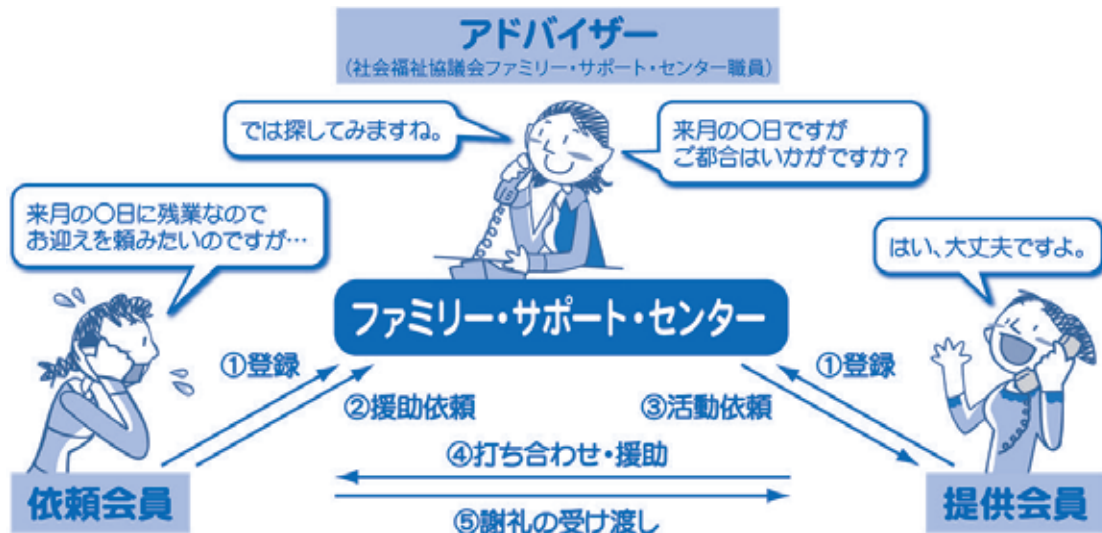 アドバイザー
(社会福祉協議会ファミリー・サポート・センター職員)
では探してみますね。
来月の〇日ですが
ご都合はいかがですか？
来月の〇日に残業なので
お迎えを頼みたいのですが…
はい、大丈夫ですよ。
ファミリー・サポート・センター
①登録
②援助依頼
③活動依頼
①登録
④打ち合わせ・援助
⑤謝礼の受け渡し
依頼会員
提供会員